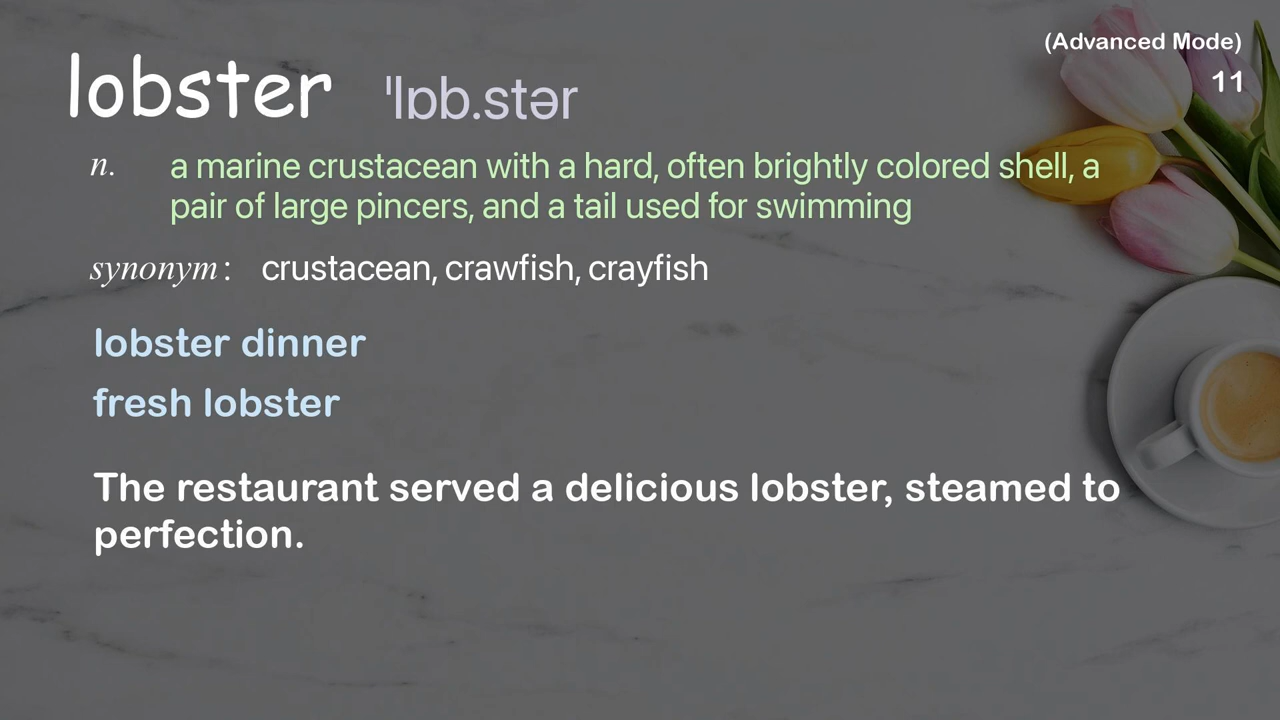 (Advanced Mode)
11
lobster ˈlɒb.stər
n. a marine crustacean with a hard, often brightly colored shell, a
pair of large pincers, and a tail used for swimming
synonym: crustacean, crawfish, crayfish
lobster dinner
fresh lobster
The restaurant served a delicious lobster, steamed to
perfection.